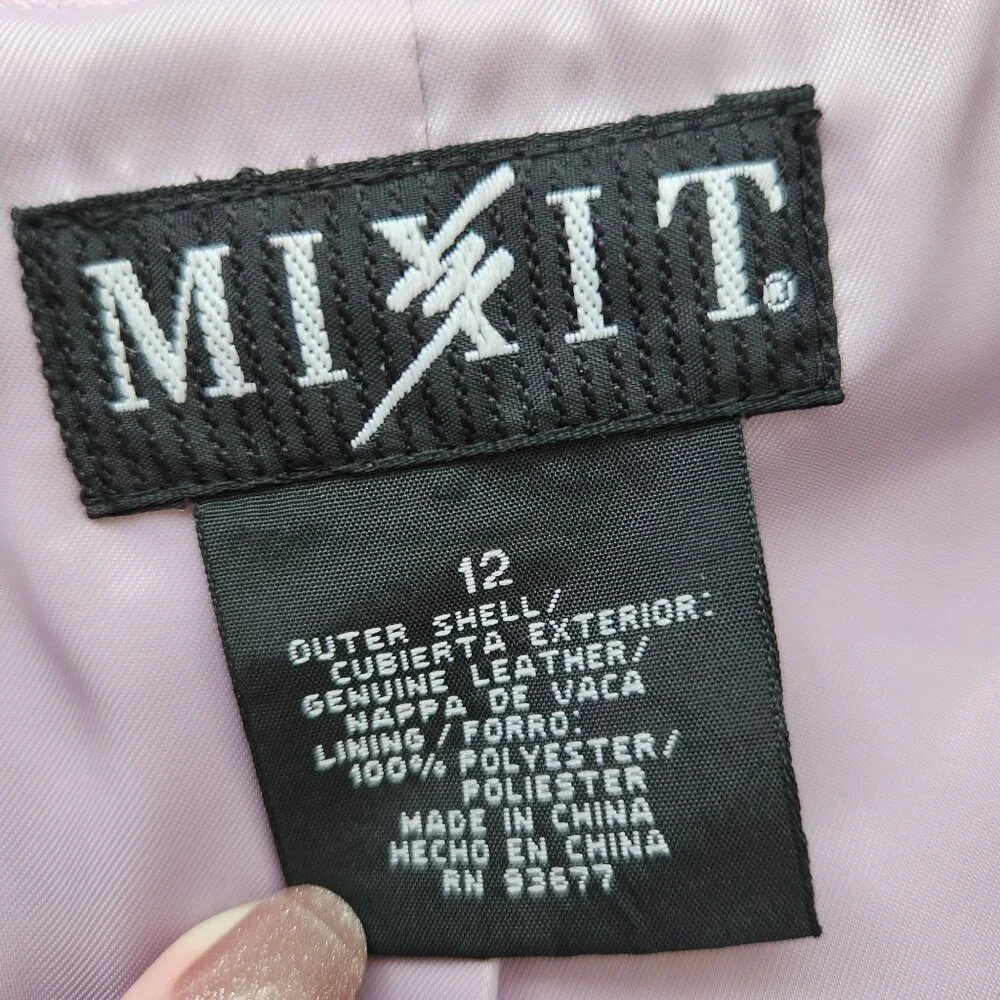 MIXIT®
12
OUTER SHELL/
CUBIERTA EXTERIOR:
GENUINE LEATHER/
NAPPA DE VACA
LINING/FORRO:
100% POLYESTER/
POLIESTER
MADE IN CHINA
HECHO EN CHINA
RN 93677